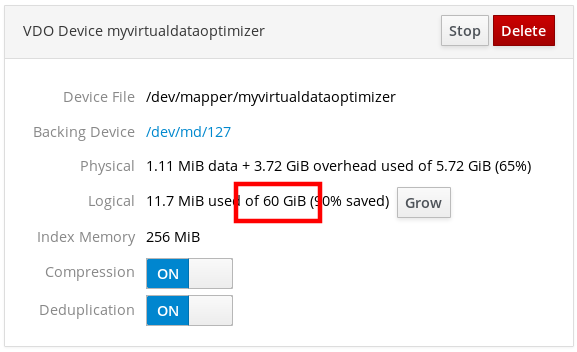 VDO Device myvirtualdataoptimizer Stop Delete
Device File /dev/mapper/myvirtualdataoptimizer
Backing Device /dev/md/127
Physical 1.11 MiB data + 3.72 GiB overhead used of 5.72 GiB (65%)
Logical 11.7 MiB used of 60 GiB (90% saved) Grow
Index Memory 256 MiB
Compression ON
Deduplication ON